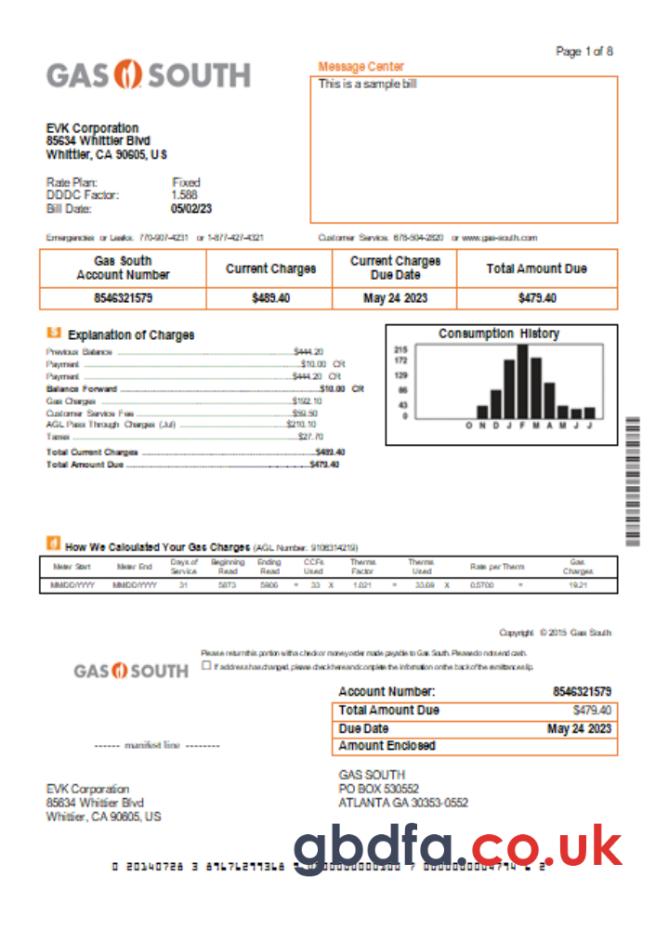 Page 1 of 8
GAS SOUTH
Message Center
This is a sample bill
EVK Corporation
85634 Whittier Blvd
Whittier, CA 90605, US
Rate Plan: Fixed
DDDC Factor: 1.588
Bill Date: 05/02/23
Emergencies or Leaks: 770-907-4231 or 1-877-427-4321
Customer Service: 678-504-2820 or www.gas-south.com
Gas South Account Number Current Charges Current Charges Due Date Total Amount Due
8546321579 $489.40 May 24 2023 $479.40
Explanation of Charges
Previous Balance $444.20
Payment $10.00 CR
Payment $444.20 CR
Balance Forward $10.00 CR
Gas Charges $192.10
Customer Service Fee $59.50
AGL Pass Through Charges (Jul) $210.10
Taxes $27.70
Total Current Charges $489.40
Total Amount Due $479.40
Consumption History
215
172
129
86
43
0
O N D J F M A M J J
How We Calculated Your Gas Charges (AGL Number: 9106314219)
Meter Start Meter End Days of Service Beginning Read Ending Read CCFs Used Therms Factor Therms Used Rate per Therm Gas Charges
MM/DD/YYYY MM/DD/YYYY 31 5873 5906 = 33 X 1.021 = 33.69 X 0.5700 = 19.21
Copyright © 2015 Gas South
Please return this portion with a check or money order made payable to Gas South. Please do not send cash.
If address has changed, please check here and complete the information on the back of the remittance slip.
GAS SOUTH
Account Number: 8546321579
Total Amount Due $479.40
Due Date May 24 2023
Amount Enclosed
------ manifest line --------
GAS SOUTH
PO BOX 530552
ATLANTA GA 30353-0552
EVK Corporation
85634 Whittier Blvd
Whittier, CA 90605, US
gbdfa.co.uk
0 20140728 3 89676299368